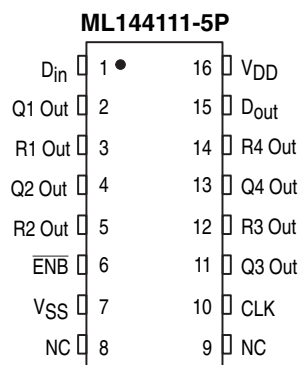 ML144111-5P
Din 1 16 VDD
Q1 Out 2 15 Dout
R1 Out 3 14 R4 Out
Q2 Out 4 13 Q4 Out
R2 Out 5 12 R3 Out
E̅N̅B̅ 6 11 Q3 Out
VSS 7 10 CLK
NC 8 9 NC